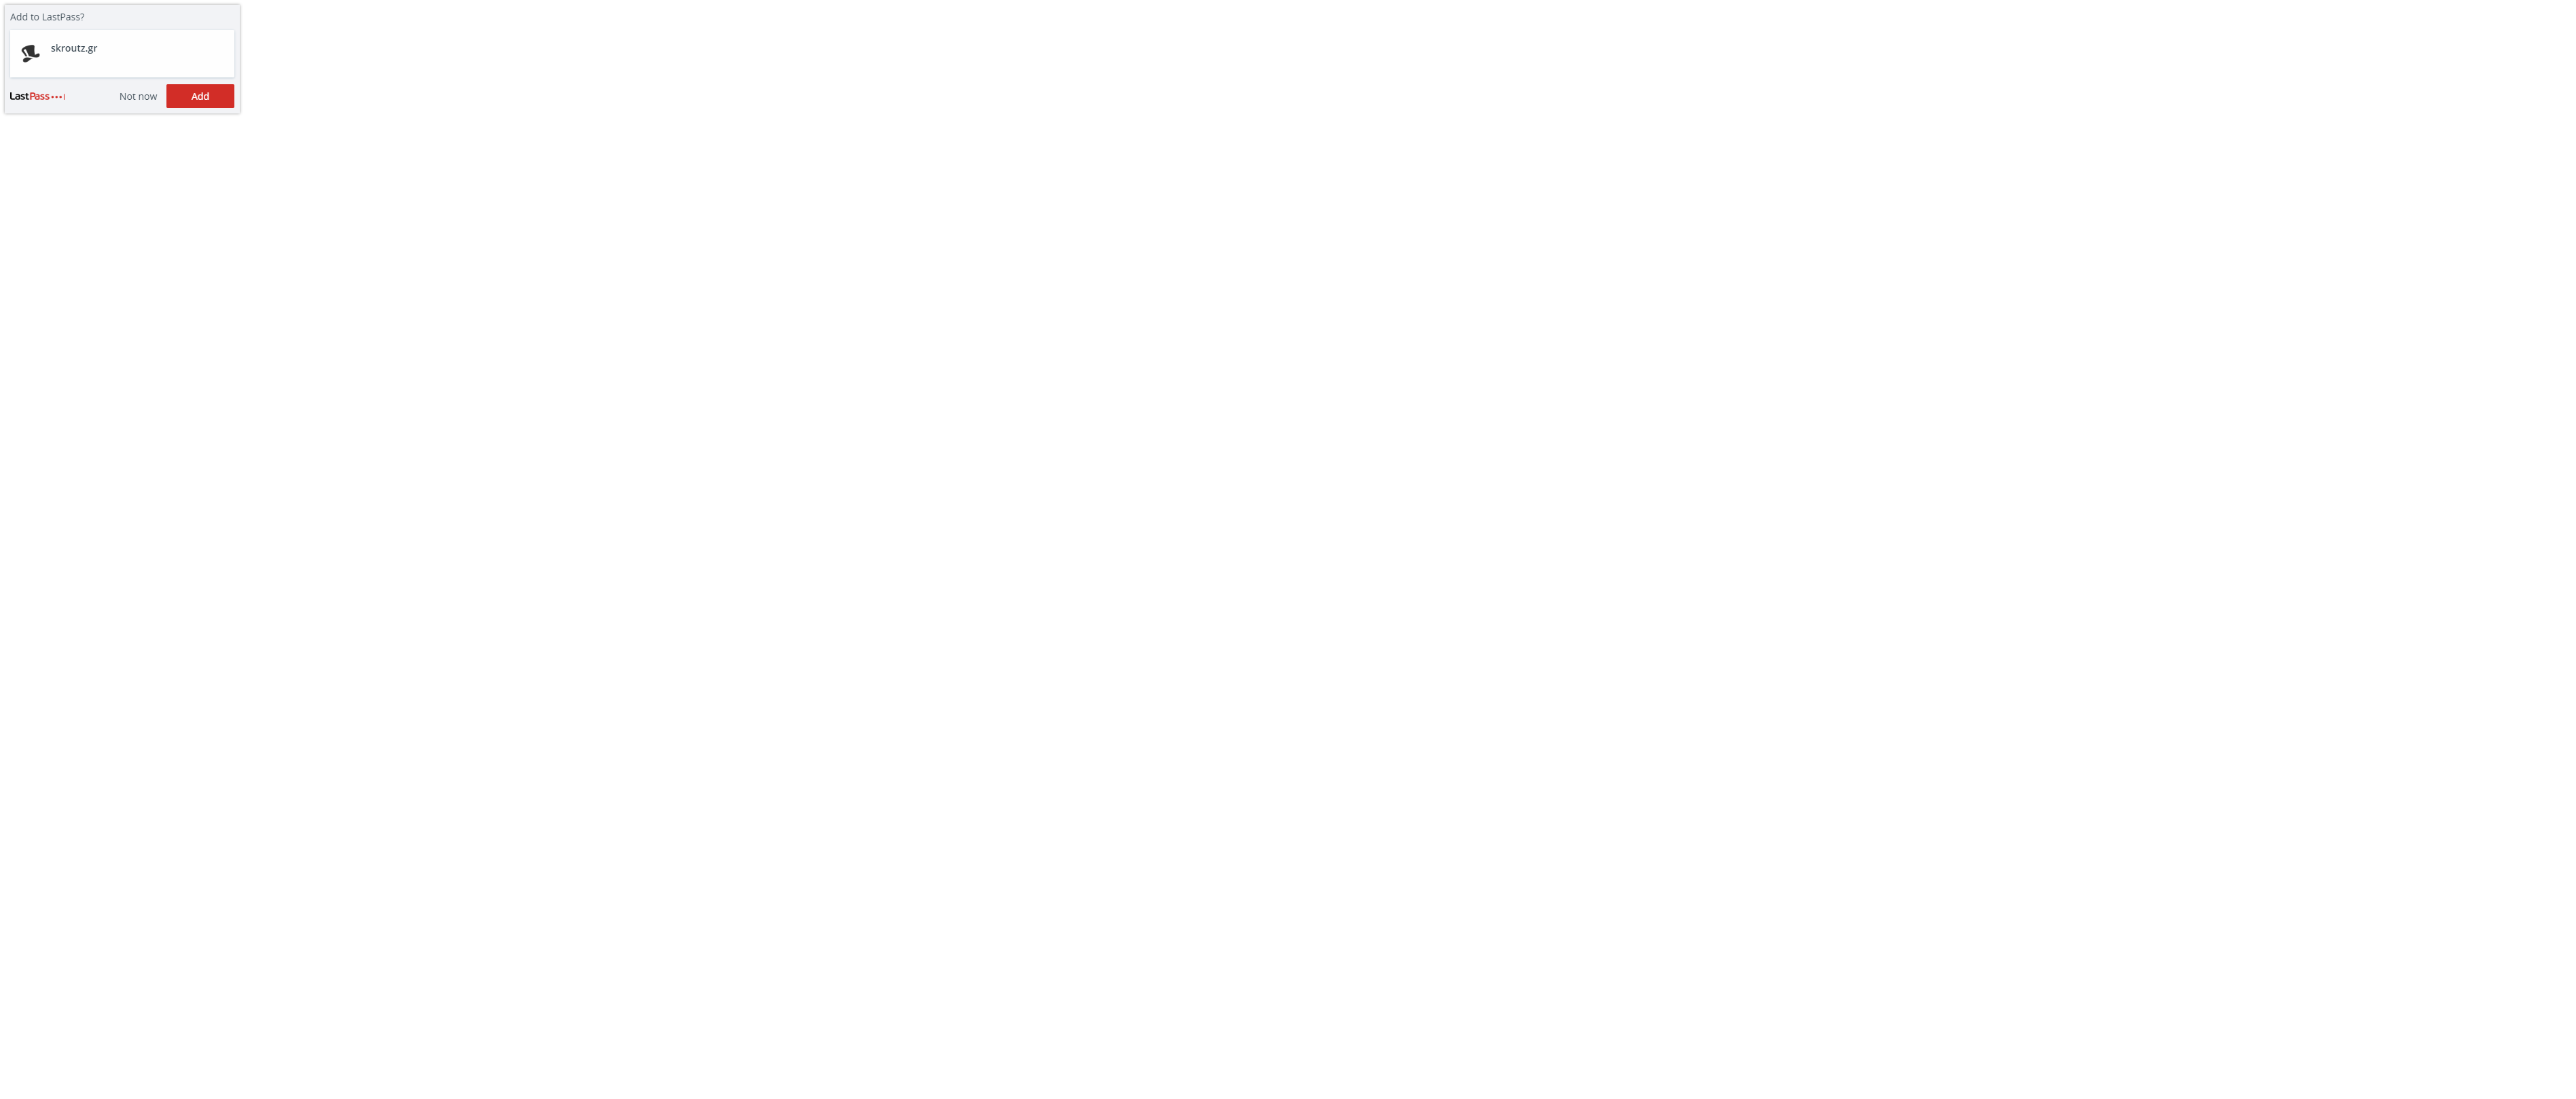 Add to LastPass?
skroutz.gr
LastPass
Not now
Add